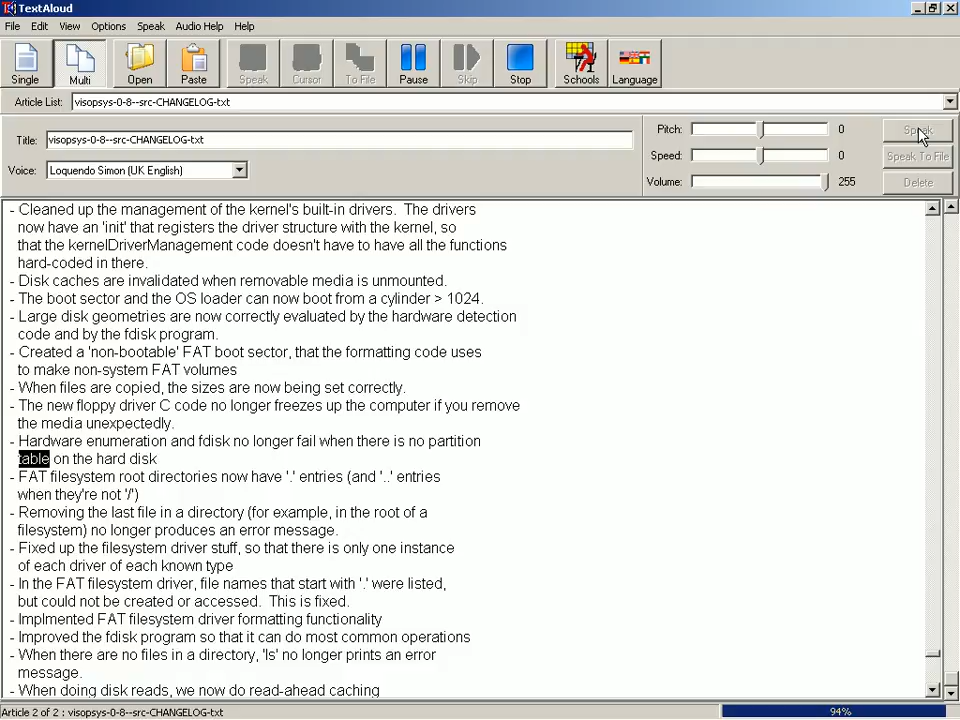 TextAloud
File Edit View Options Speak Audio Help Help
Single Multi Open Paste Speak Cursor To File Pause Skip Stop Schools Language
Article List: visopsys-0-8--src-CHANGELOG-txt
Title: visopsys-0-8--src-CHANGELOG-txt
Voice: Loquendo Simon (UK English)
Pitch: 0 Speak
Speed: 0 Speak To File
Volume: 255 Delete
- Cleaned up the management of the kernel's built-in drivers.  The drivers
now have an 'init' that registers the driver structure with the kernel, so
that the kernelDriverManagement code doesn't have to have all the functions
hard-coded in there.
- Disk caches are invalidated when removable media is unmounted.
- The boot sector and the OS loader can now boot from a cylinder > 1024.
- Large disk geometries are now correctly evaluated by the hardware detection
code and by the fdisk program.
- Created a 'non-bootable' FAT boot sector, that the formatting code uses
to make non-system FAT volumes
- When files are copied, the sizes are now being set correctly.
- The new floppy driver C code no longer freezes up the computer if you remove
the media unexpectedly.
- Hardware enumeration and fdisk no longer fail when there is no partition
table on the hard disk
- FAT filesystem root directories now have '.' entries (and '..' entries
when they're not '/')
- Removing the last file in a directory (for example, in the root of a
filesystem) no longer produces an error message.
- Fixed up the filesystem driver stuff, so that there is only one instance
of each driver of each known type
- In the FAT filesystem driver, file names that start with '.' were listed,
but could not be created or accessed.  This is fixed.
- Implmented FAT filesystem driver formatting functionality
- Improved the fdisk program so that it can do most common operations
- When there are no files in a directory, 'ls' no longer prints an error
message.
- When doing disk reads, we now do read-ahead caching
Article 2 of 2 : visopsys-0-8--src-CHANGELOG-txt 94%